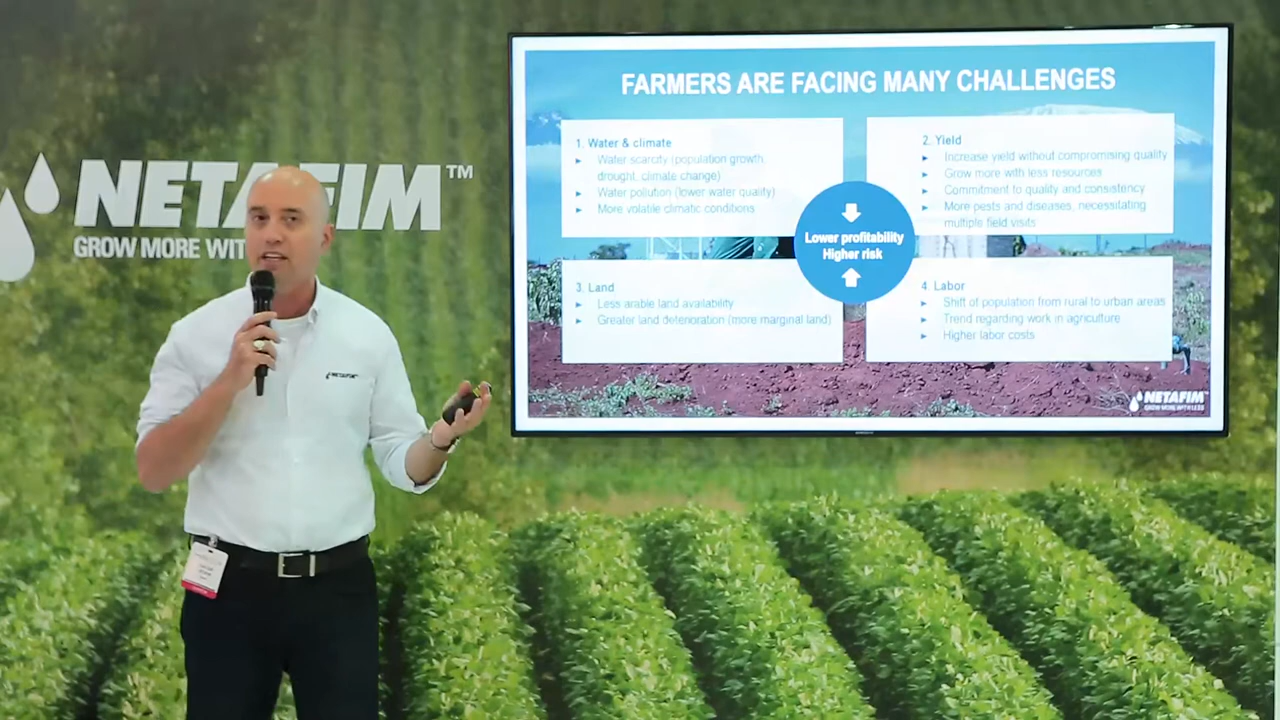 NETAFIM™
GROW MORE WIT
NETAFIM
FARMERS ARE FACING MANY CHALLENGES
1. Water & climate
► Water scarcity (population growth,
drought, climate change)
► Water pollution (lower water quality)
► More volatile climatic conditions
2. Yield
► Increase yield without compromising quality
► Grow more with less resources
► Commitment to quality and consistency
► More pests and diseases, necessitating
multiple field visits
Lower profitability
Higher risk
3. Land
► Less arable land availability
► Greater land deterioration (more marginal land)
4. Labor
► Shift of population from rural to urban areas
► Trend regarding work in agriculture
► Higher labor costs
NETAFIM™
GROW MORE WITH LESS